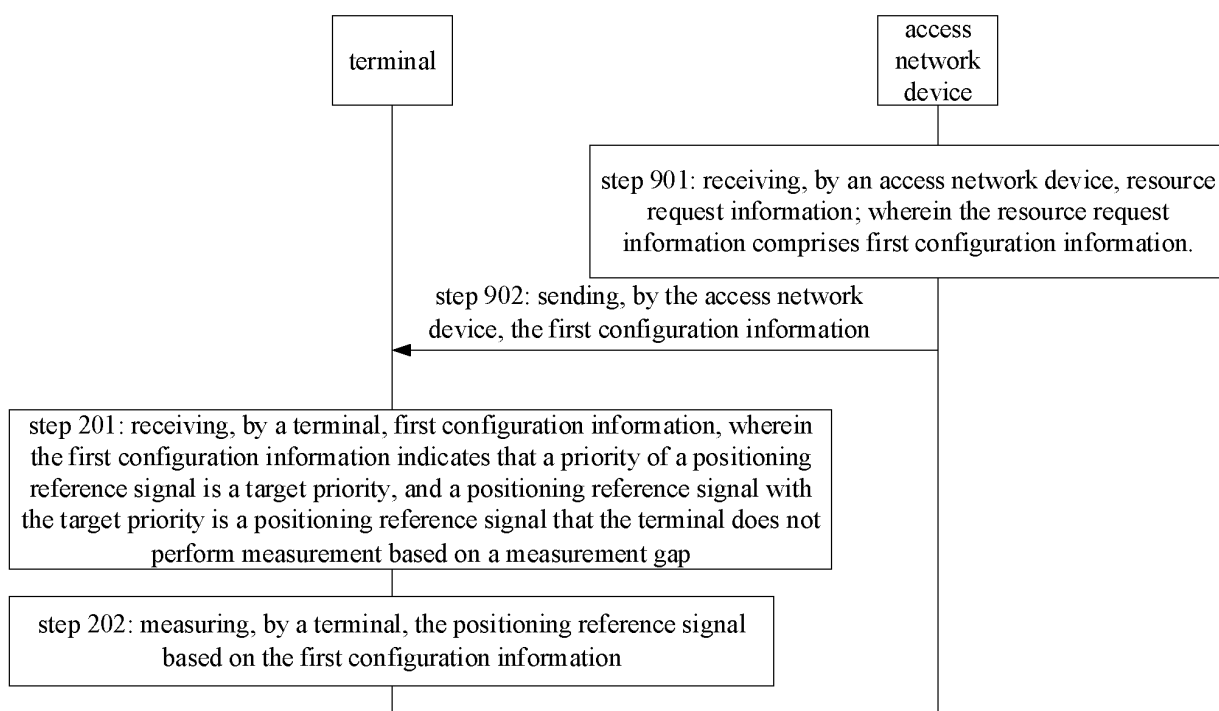 terminal
access
network
device
step 901: receiving, by an access network device, resource
request information; wherein the resource request
information comprises first configuration information.
step 902: sending, by the access network
device, the first configuration information
step 201: receiving, by a terminal, first configuration information, wherein
the first configuration information indicates that a priority of a positioning
reference signal is a target priority, and a positioning reference signal with
the target priority is a positioning reference signal that the terminal does not
perform measurement based on a measurement gap
step 202: measuring, by a terminal, the positioning reference signal
based on the first configuration information